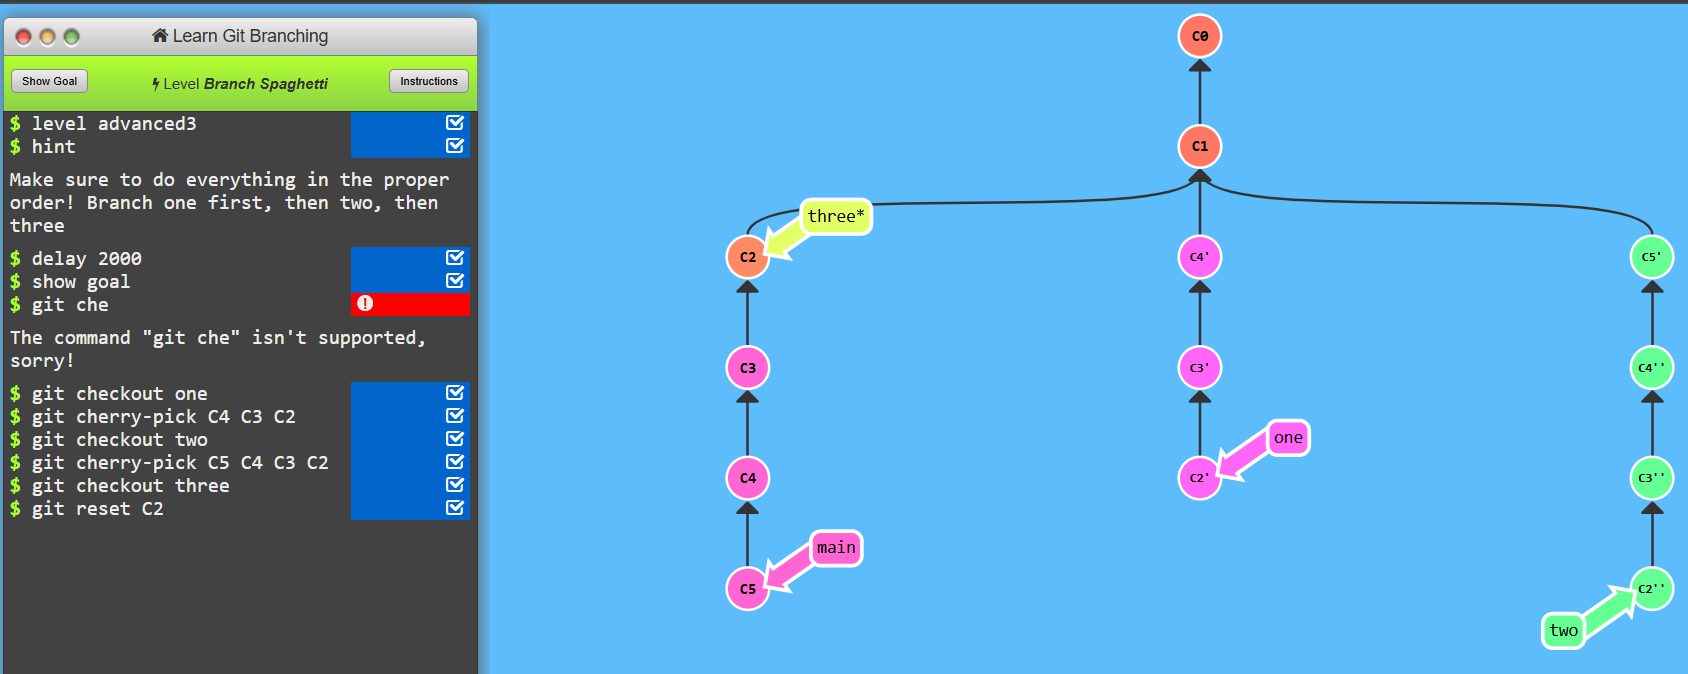 Learn Git Branching
Show Goal
Level Branch Spaghetti
Instructions
$ level advanced3
$ hint
Make sure to do everything in the proper
order! Branch one first, then two, then
three
$ delay 2000
$ show goal
$ git che
The command "git che" isn't supported,
sorry!
$ git checkout one
$ git cherry-pick C4 C3 C2
$ git checkout two
$ git cherry-pick C5 C4 C3 C2
$ git checkout three
$ git reset C2
C0
C1
three*
C2
C4'
C5'
C3
C3'
C4''
one
C4
C2'
C3''
main
C5
C2''
two